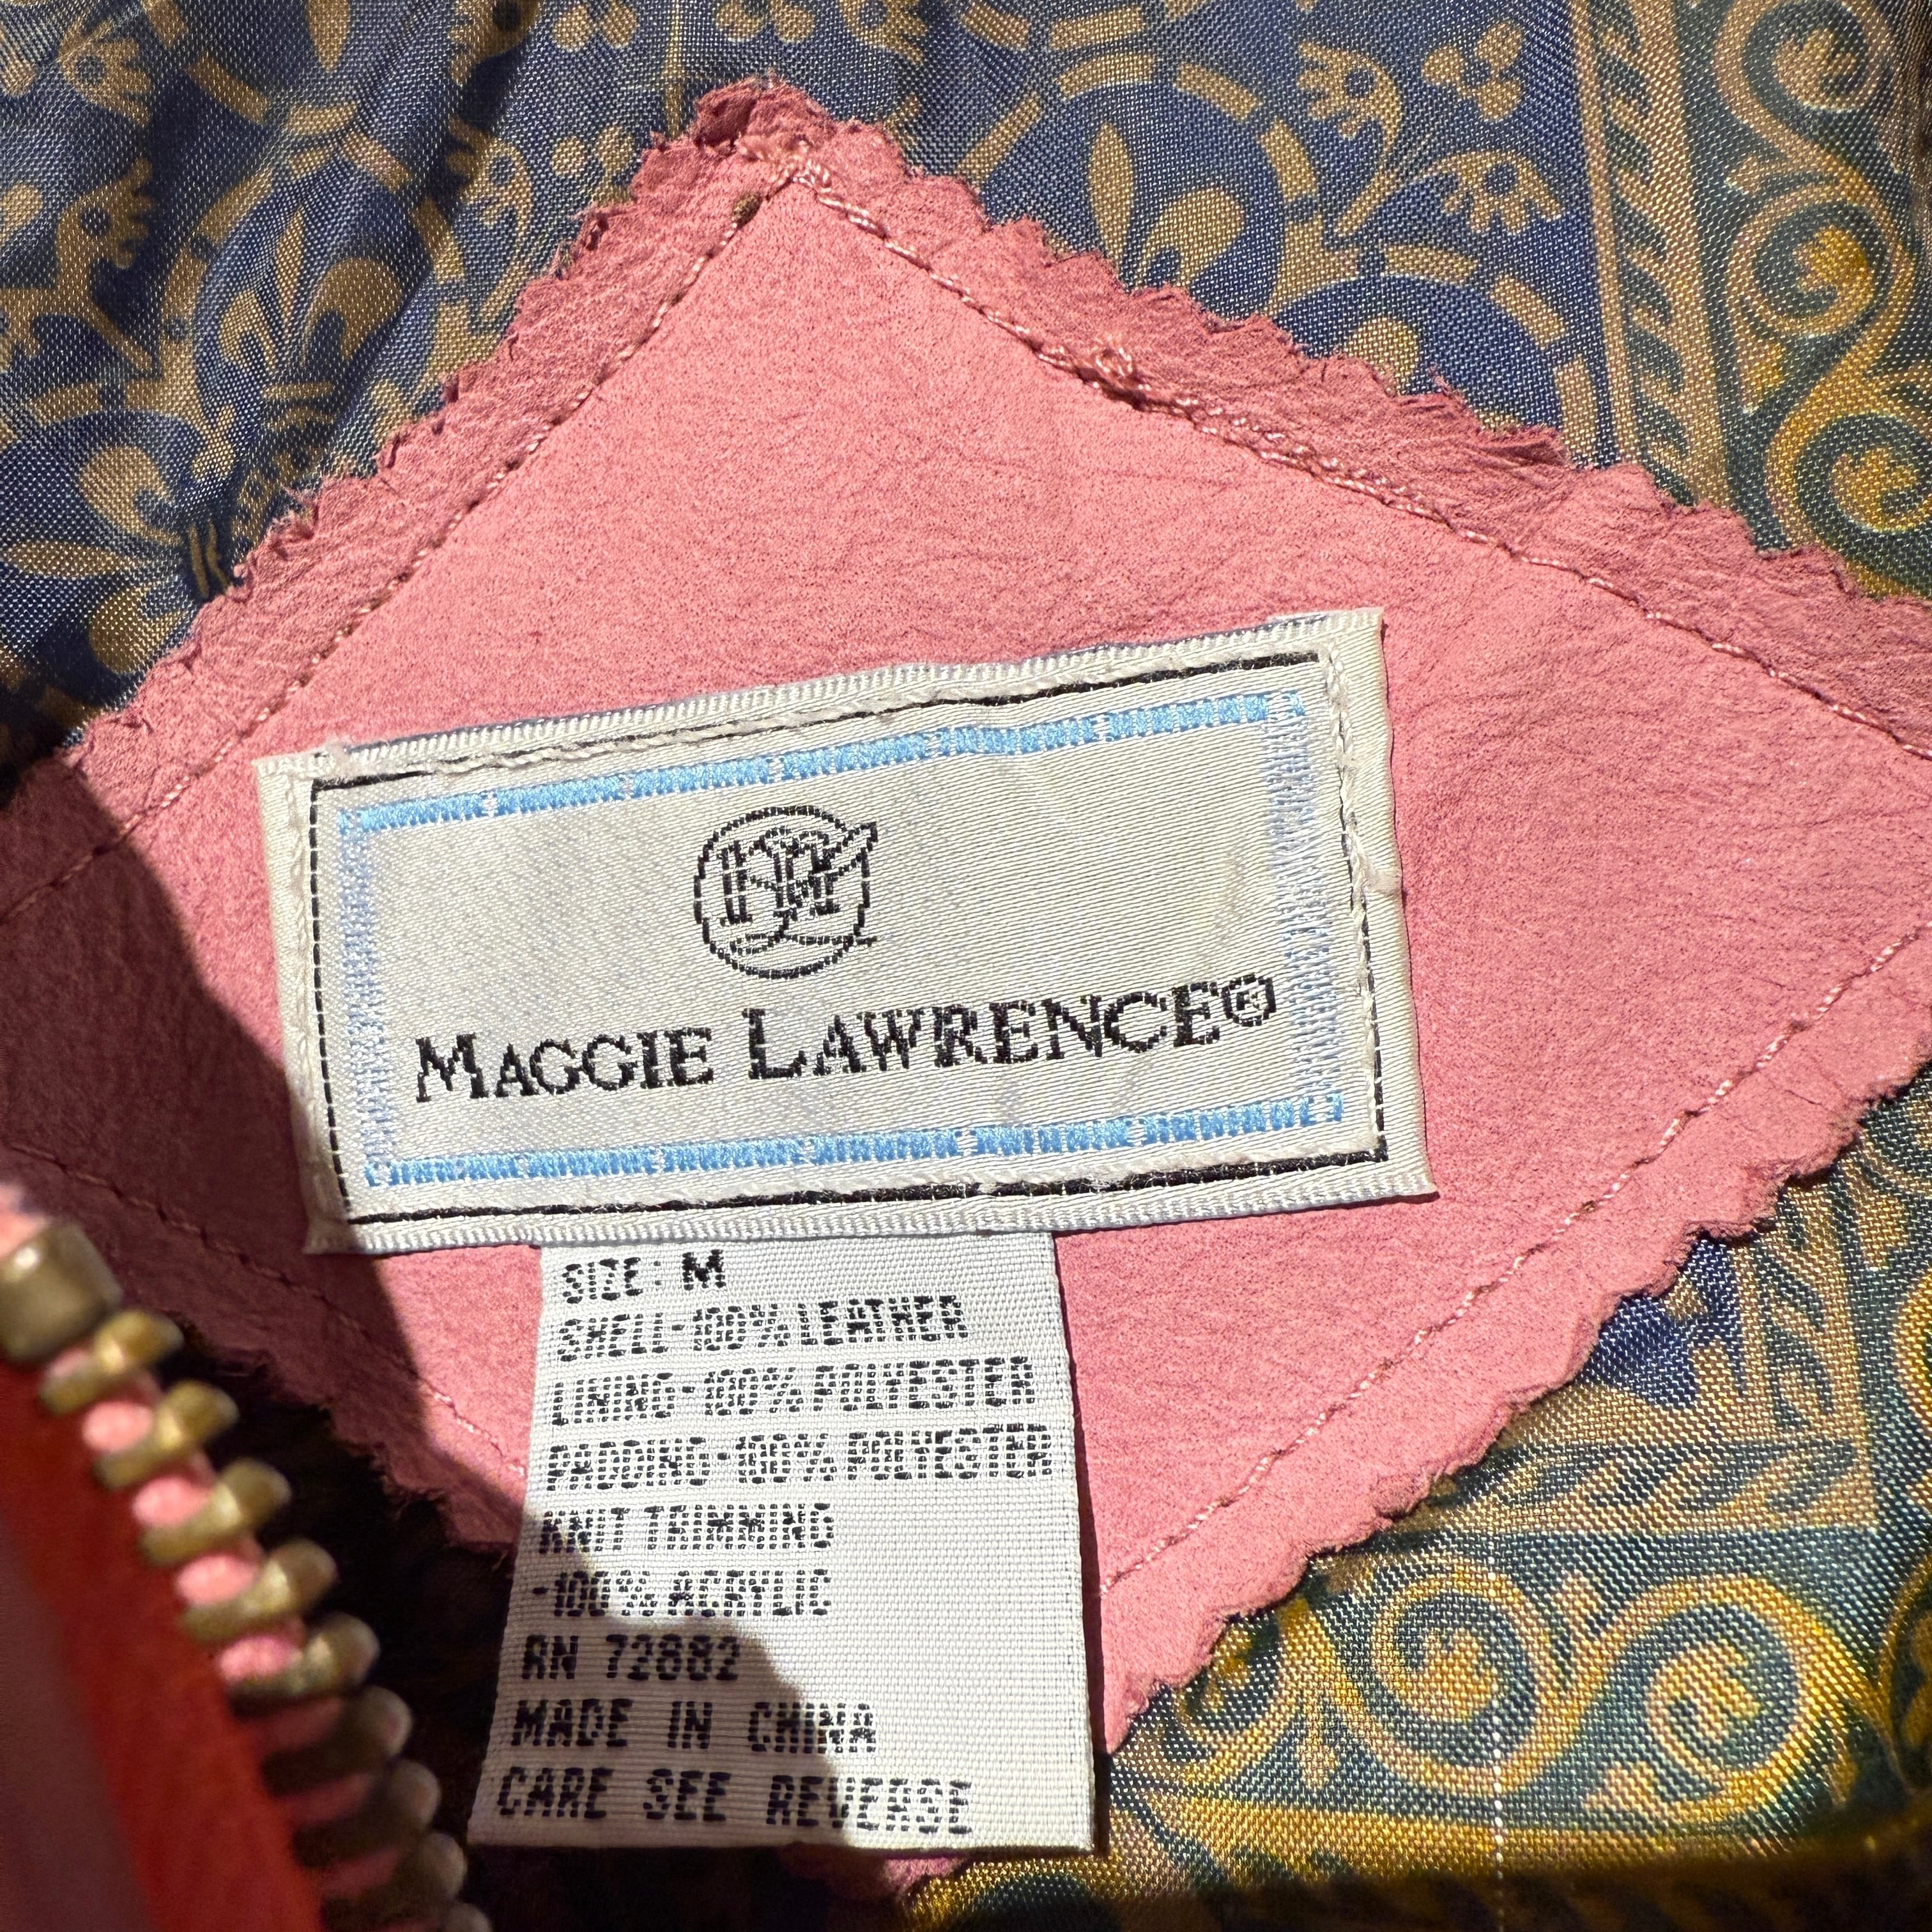 MAGGIE LAWRENCE®
SIZE: M
SHELL-100% LEATHER
LINING-100% POLYESTER
PADDING-100% POLYESTER
KNIT TRIMMING
-100% ACRYLIC
RN 72882
MADE IN CHINA
CARE SEE REVERSE